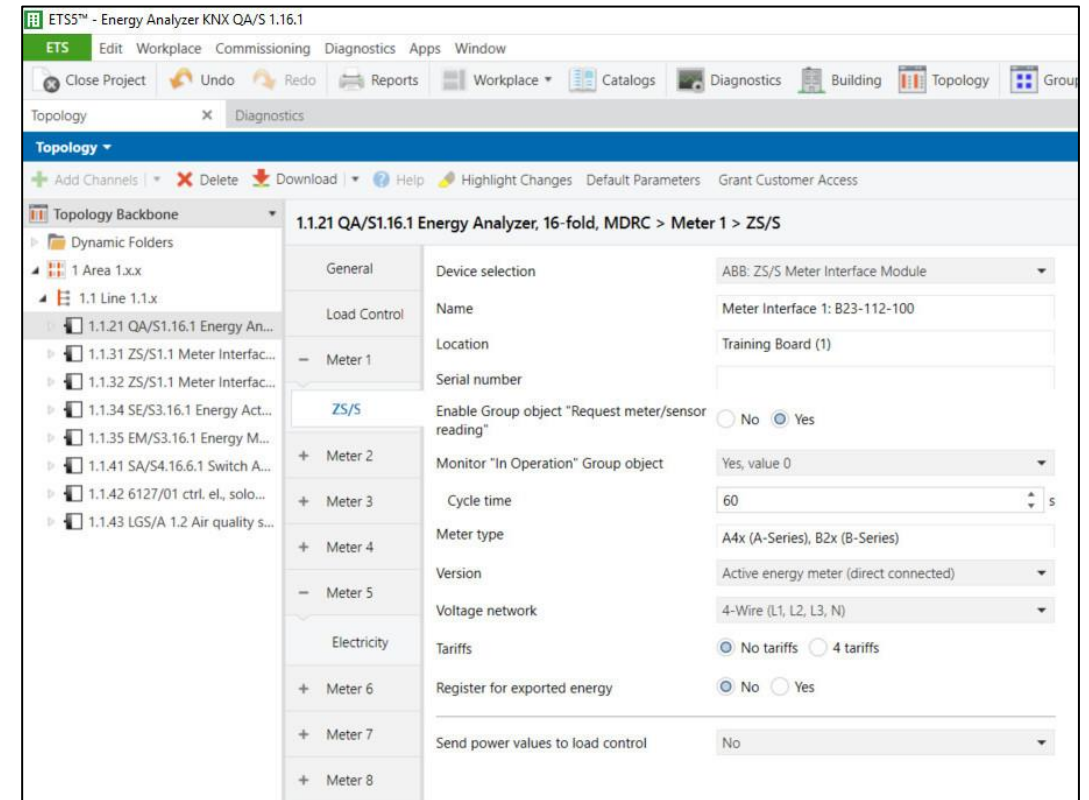 ETS5™ - Energy Analyzer KNX QA/S 1.16.1
ETS Edit Workplace Commissioning Diagnostics Apps Window
Close Project Undo Redo Reports Workplace Catalogs Diagnostics Building Topology Group
Topology Diagnostics
Topology
Add Channels Delete Download Help Highlight Changes Default Parameters Grant Customer Access
Topology Backbone
Dynamic Folders
1 Area 1.x.x
1.1 Line 1.1.x
1.1.21 QA/S1.16.1 Energy An...
1.1.31 ZS/S1.1 Meter Interfac...
1.1.32 ZS/S1.1 Meter Interfac...
1.1.34 SE/S3.16.1 Energy Act...
1.1.35 EM/S3.16.1 Energy M...
1.1.41 SA/S4.16.6.1 Switch A...
1.1.42 6127/01 ctrl. el., solo...
1.1.43 LGS/A 1.2 Air quality s...
1.1.21 QA/S1.16.1 Energy Analyzer, 16-fold, MDRC > Meter 1 > ZS/S
General
Load Control
Meter 1
ZS/S
Meter 2
Meter 3
Meter 4
Meter 5
Electricity
Meter 6
Meter 7
Meter 8
Device selection ABB: ZS/S Meter Interface Module
Name Meter Interface 1: B23-112-100
Location Training Board (1)
Serial number
Enable Group object "Request meter/sensor
reading" No Yes
Monitor "In Operation" Group object Yes, value 0
Cycle time 60 s
Meter type A4x (A-Series), B2x (B-Series)
Version Active energy meter (direct connected)
Voltage network 4-Wire (L1, L2, L3, N)
Tariffs No tariffs 4 tariffs
Register for exported energy No Yes
Send power values to load control No